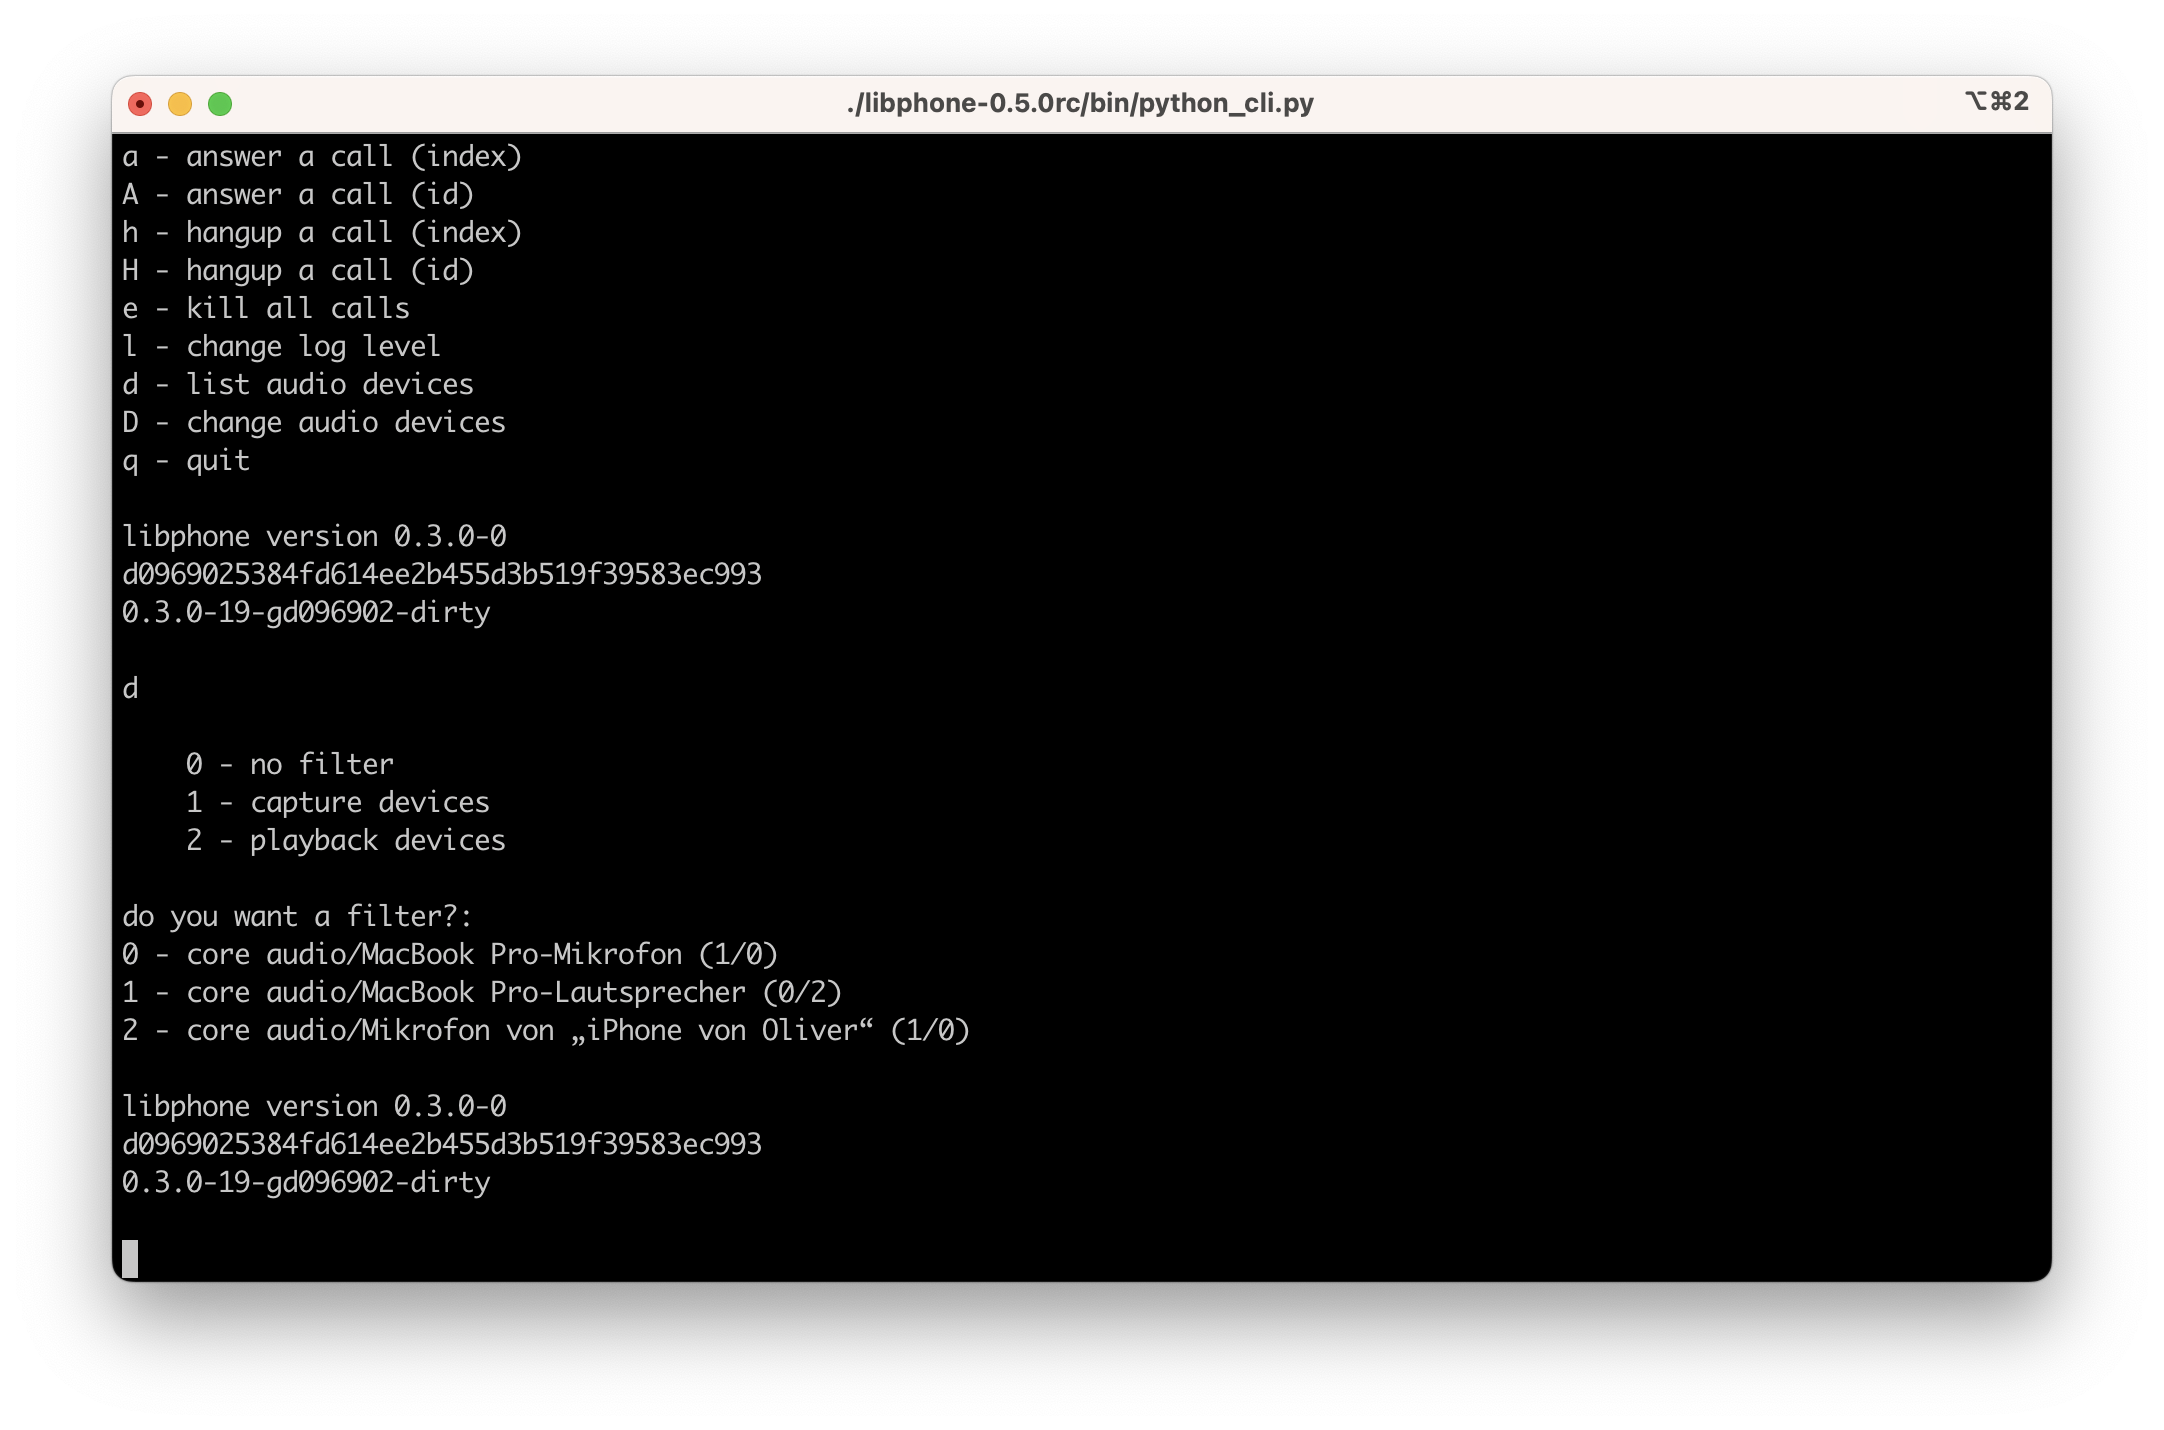 ./libphone-0.5.0rc/bin/python_cli.py
⌥⌘2
a - answer a call (index)
A - answer a call (id)
h - hangup a call (index)
H - hangup a call (id)
e - kill all calls
l - change log level
d - list audio devices
D - change audio devices
q - quit
libphone version 0.3.0-0
d0969025384fd614ee2b455d3b519f39583ec993
0.3.0-19-gd096902-dirty
d
0 - no filter
1 - capture devices
2 - playback devices
do you want a filter?:
0 - core audio/MacBook Pro-Mikrofon (1/0)
1 - core audio/MacBook Pro-Lautsprecher (0/2)
2 - core audio/Mikrofon von „iPhone von Oliver“ (1/0)
libphone version 0.3.0-0
d0969025384fd614ee2b455d3b519f39583ec993
0.3.0-19-gd096902-dirty